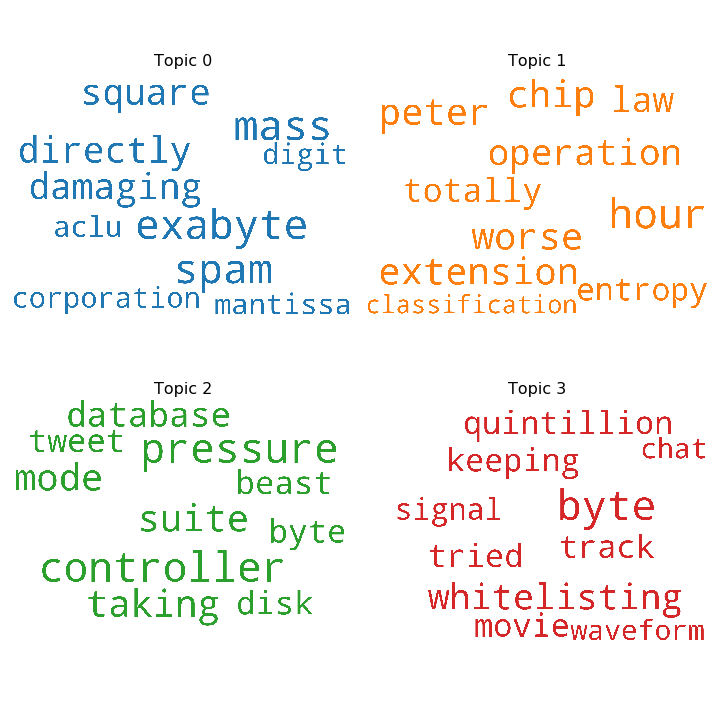 Topic 0
square
mass
directly
digit
damaging
aclu
exabyte
spam
corporation
mantissa
Topic 1
chip
law
peter
operation
totally
hour
worse
extension
entropy
classification
Topic 2
database
tweet
pressure
mode
beast
suite
byte
controller
taking
disk
Topic 3
quintillion
chat
keeping
signal
byte
tried
track
whitelisting
movie
waveform